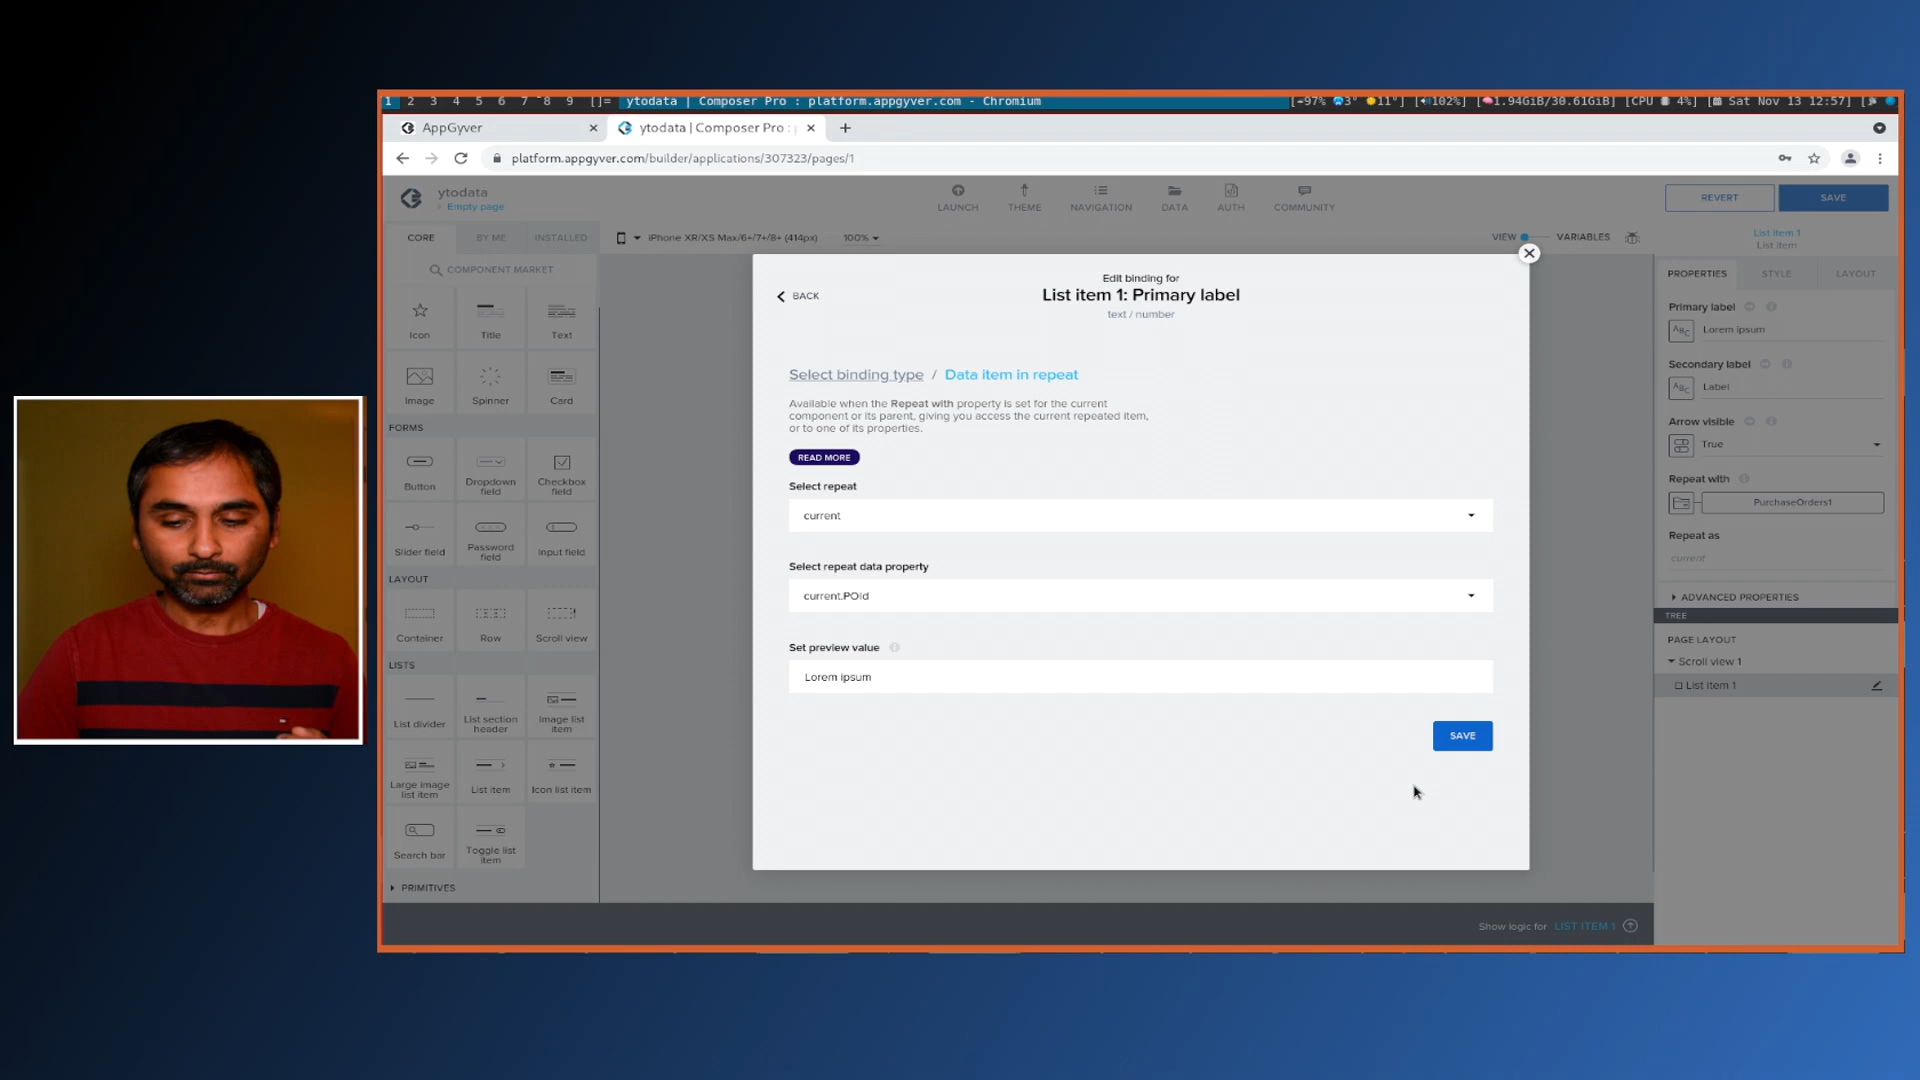 1 2 3 4 5 6 7 8 9 []= ytodata | Composer Pro : platform.appgyver.com - Chromium
Sat Nov 13 12:57]
AppGyver
ytodata | Composer Pro :
platform.appgyver.com/builder/applications/307323/pages/1
ytodata
Empty page
LAUNCH
THEME
NAVIGATION
DATA
AUTH
COMMUNITY
REVERT
SAVE
CORE
BY ME
INSTALLED
iPhone XR/XS Max/6+/7+/8+ (414px)
100%
VIEW
VARIABLES
List item 1
List item
COMPONENT MARKET
Icon
Title
Text
Image
Spinner
Card
FORMS
Button
Dropdown field
Checkbox field
Slider field
Password field
Input field
LAYOUT
Container
Row
Scroll view
LISTS
List divider
List section header
Image list item
Large image list item
List item
Icon list item
Search bar
Toggle list item
PRIMITIVES
BACK
Edit binding for
List item 1: Primary label
text / number
Select binding type / Data item in repeat
Available when the Repeat with property is set for the current
component or its parent, giving you access the current repeated item,
or to one of its properties.
READ MORE
Select repeat
current
Select repeat data property
current.POId
Set preview value
Lorem ipsum
SAVE
PROPERTIES
STYLE
LAYOUT
Primary label
Lorem ipsum
Secondary label
Label
Arrow visible
True
Repeat with
PurchaseOrders1
Repeat as
current
ADVANCED PROPERTIES
TREE
PAGE LAYOUT
Scroll view 1
List item 1
Show logic for LIST ITEM 1